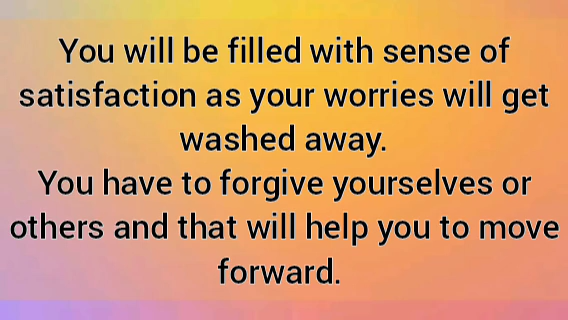 You will be filled with sense of
satisfaction as your worries will get
washed away.
You have to forgive yourselves or
others and that will help you to move
forward.